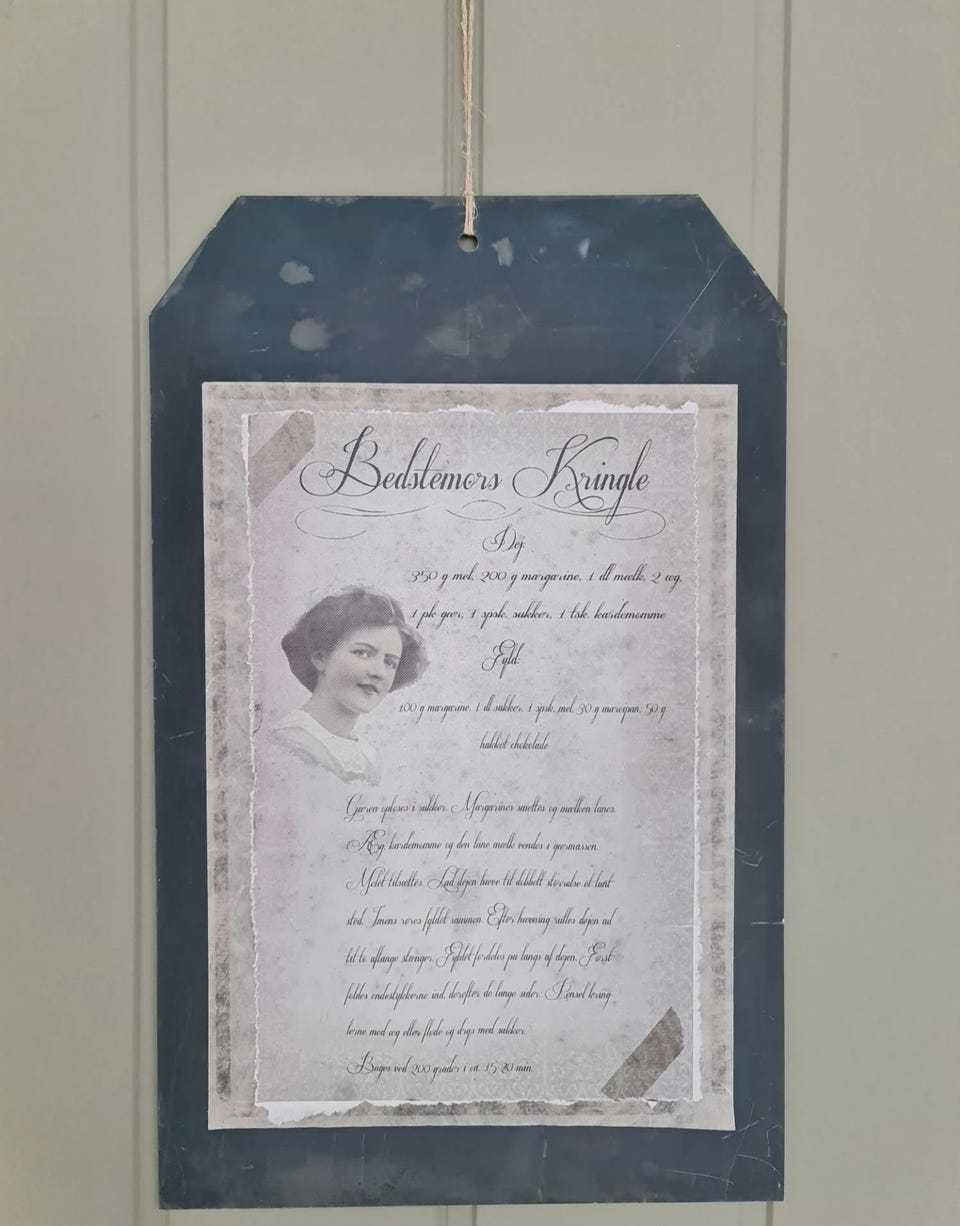 Bedstemors Kringle
Dej:
350 g mel, 200 g margarine, 1 dl mælk, 2 æg,
1 pk gær, 1 spsk. sukker, 1 tsk. kardemomme
Fyld:
100 g margarine, 1 dl sukker, 1 spsk. mel, 30 g marcipan, 50 g
hakket chokolade
Gæren opløses i sukker. Margarinen smeltes og mælken lunes.
Æg, kardemomme og den lune mælk vendes i gærmassen.
Melet tilsættes. Lad dejen hæve til dobbelt størrelse et lunt
sted. Imens røres fyldet sammen. Efter hævning rulles dejen ud
til to aflange stænger. Fyldet fordeles på langs af dejen. Først
foldes endestykkerne ind, derefter de lange sider. Pensel kring-
lerne med æg eller fløde og drys med sukker.
Bages ved 200 grader i ca. 15-20 min.